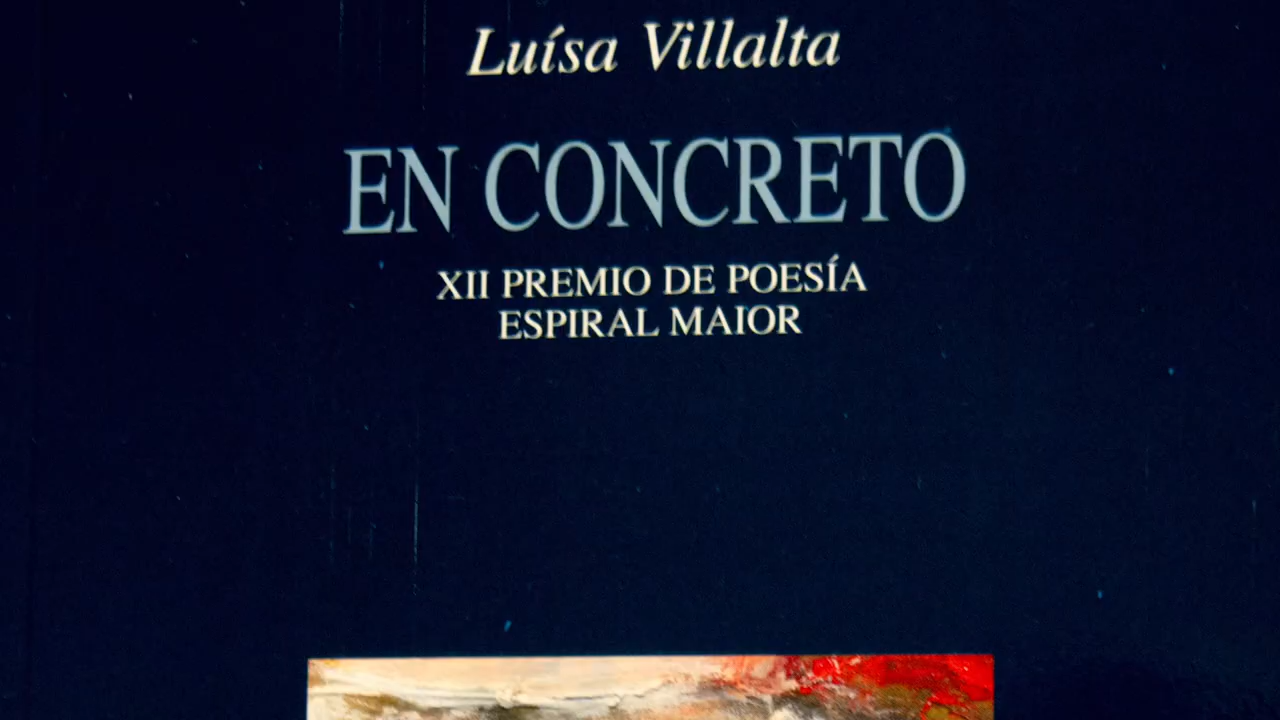 Luísa Villalta
EN CONCRETO
XII PREMIO DE POESÍA
ESPIRAL MAIOR